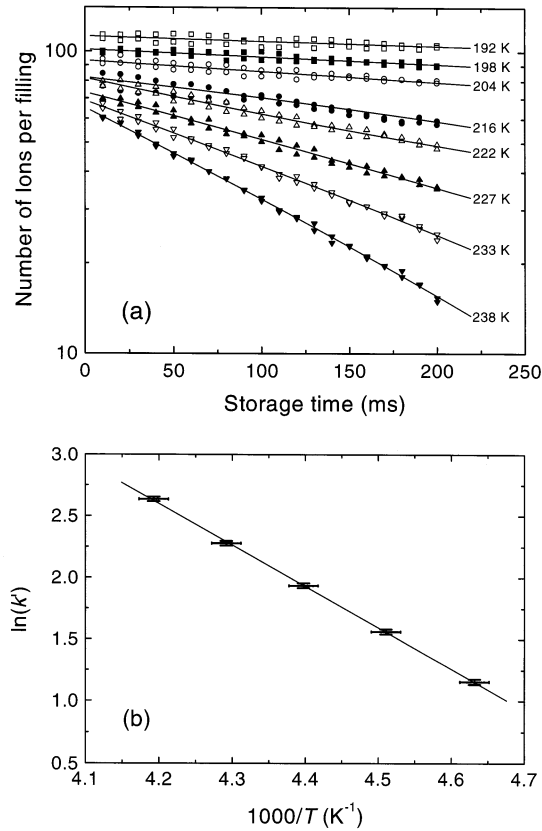 (a)
100
10
Number of Ions per filling
192 K
198 K
204 K
216 K
222 K
227 K
233 K
238 K
0 50 100 150 200 250
Storage time (ms)
3.0
2.5
2.0
1.5
1.0
0.5
ln(k')
(b)
4.1 4.2 4.3 4.4 4.5 4.6 4.7
1000/T (K⁻¹)